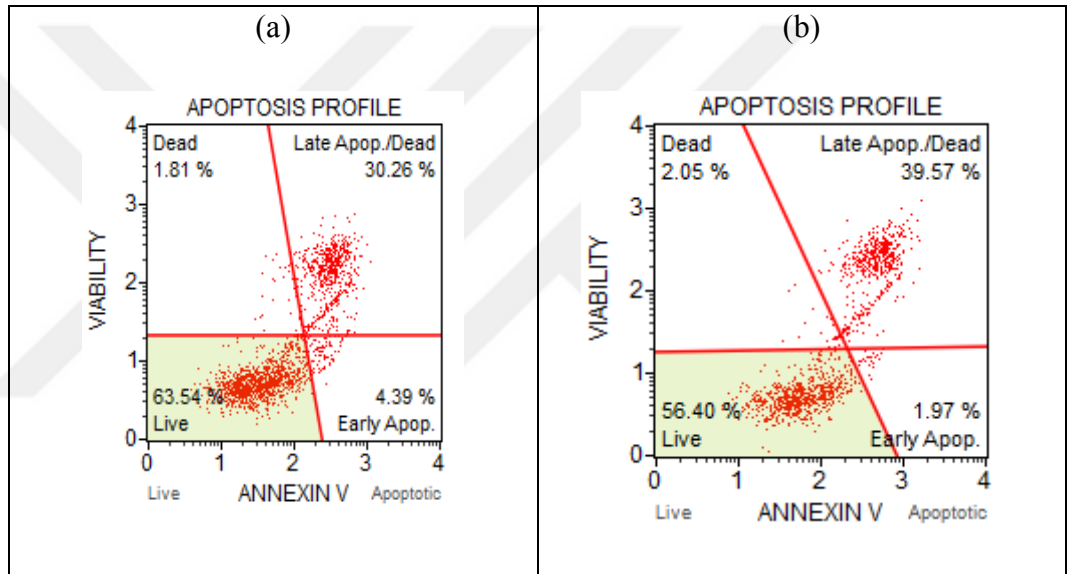 (a)
APOPTOSIS PROFILE
4
Dead
Late Apop./Dead
1.81 %
30.26 %
3
VIABILITY
2
1
63.54 %
4.39 %
Live
Early Apop.
0
0 1 2 3 4
Live ANNEXIN V Apoptotic
(b)
APOPTOSIS PROFILE
4
Dead
Late Apop./Dead
2.05 %
39.57 %
3
VIABILITY
2
1
56.40 %
1.97 %
Live
Early Apop.
0
0 1 2 3 4
Live ANNEXIN V Apoptotic